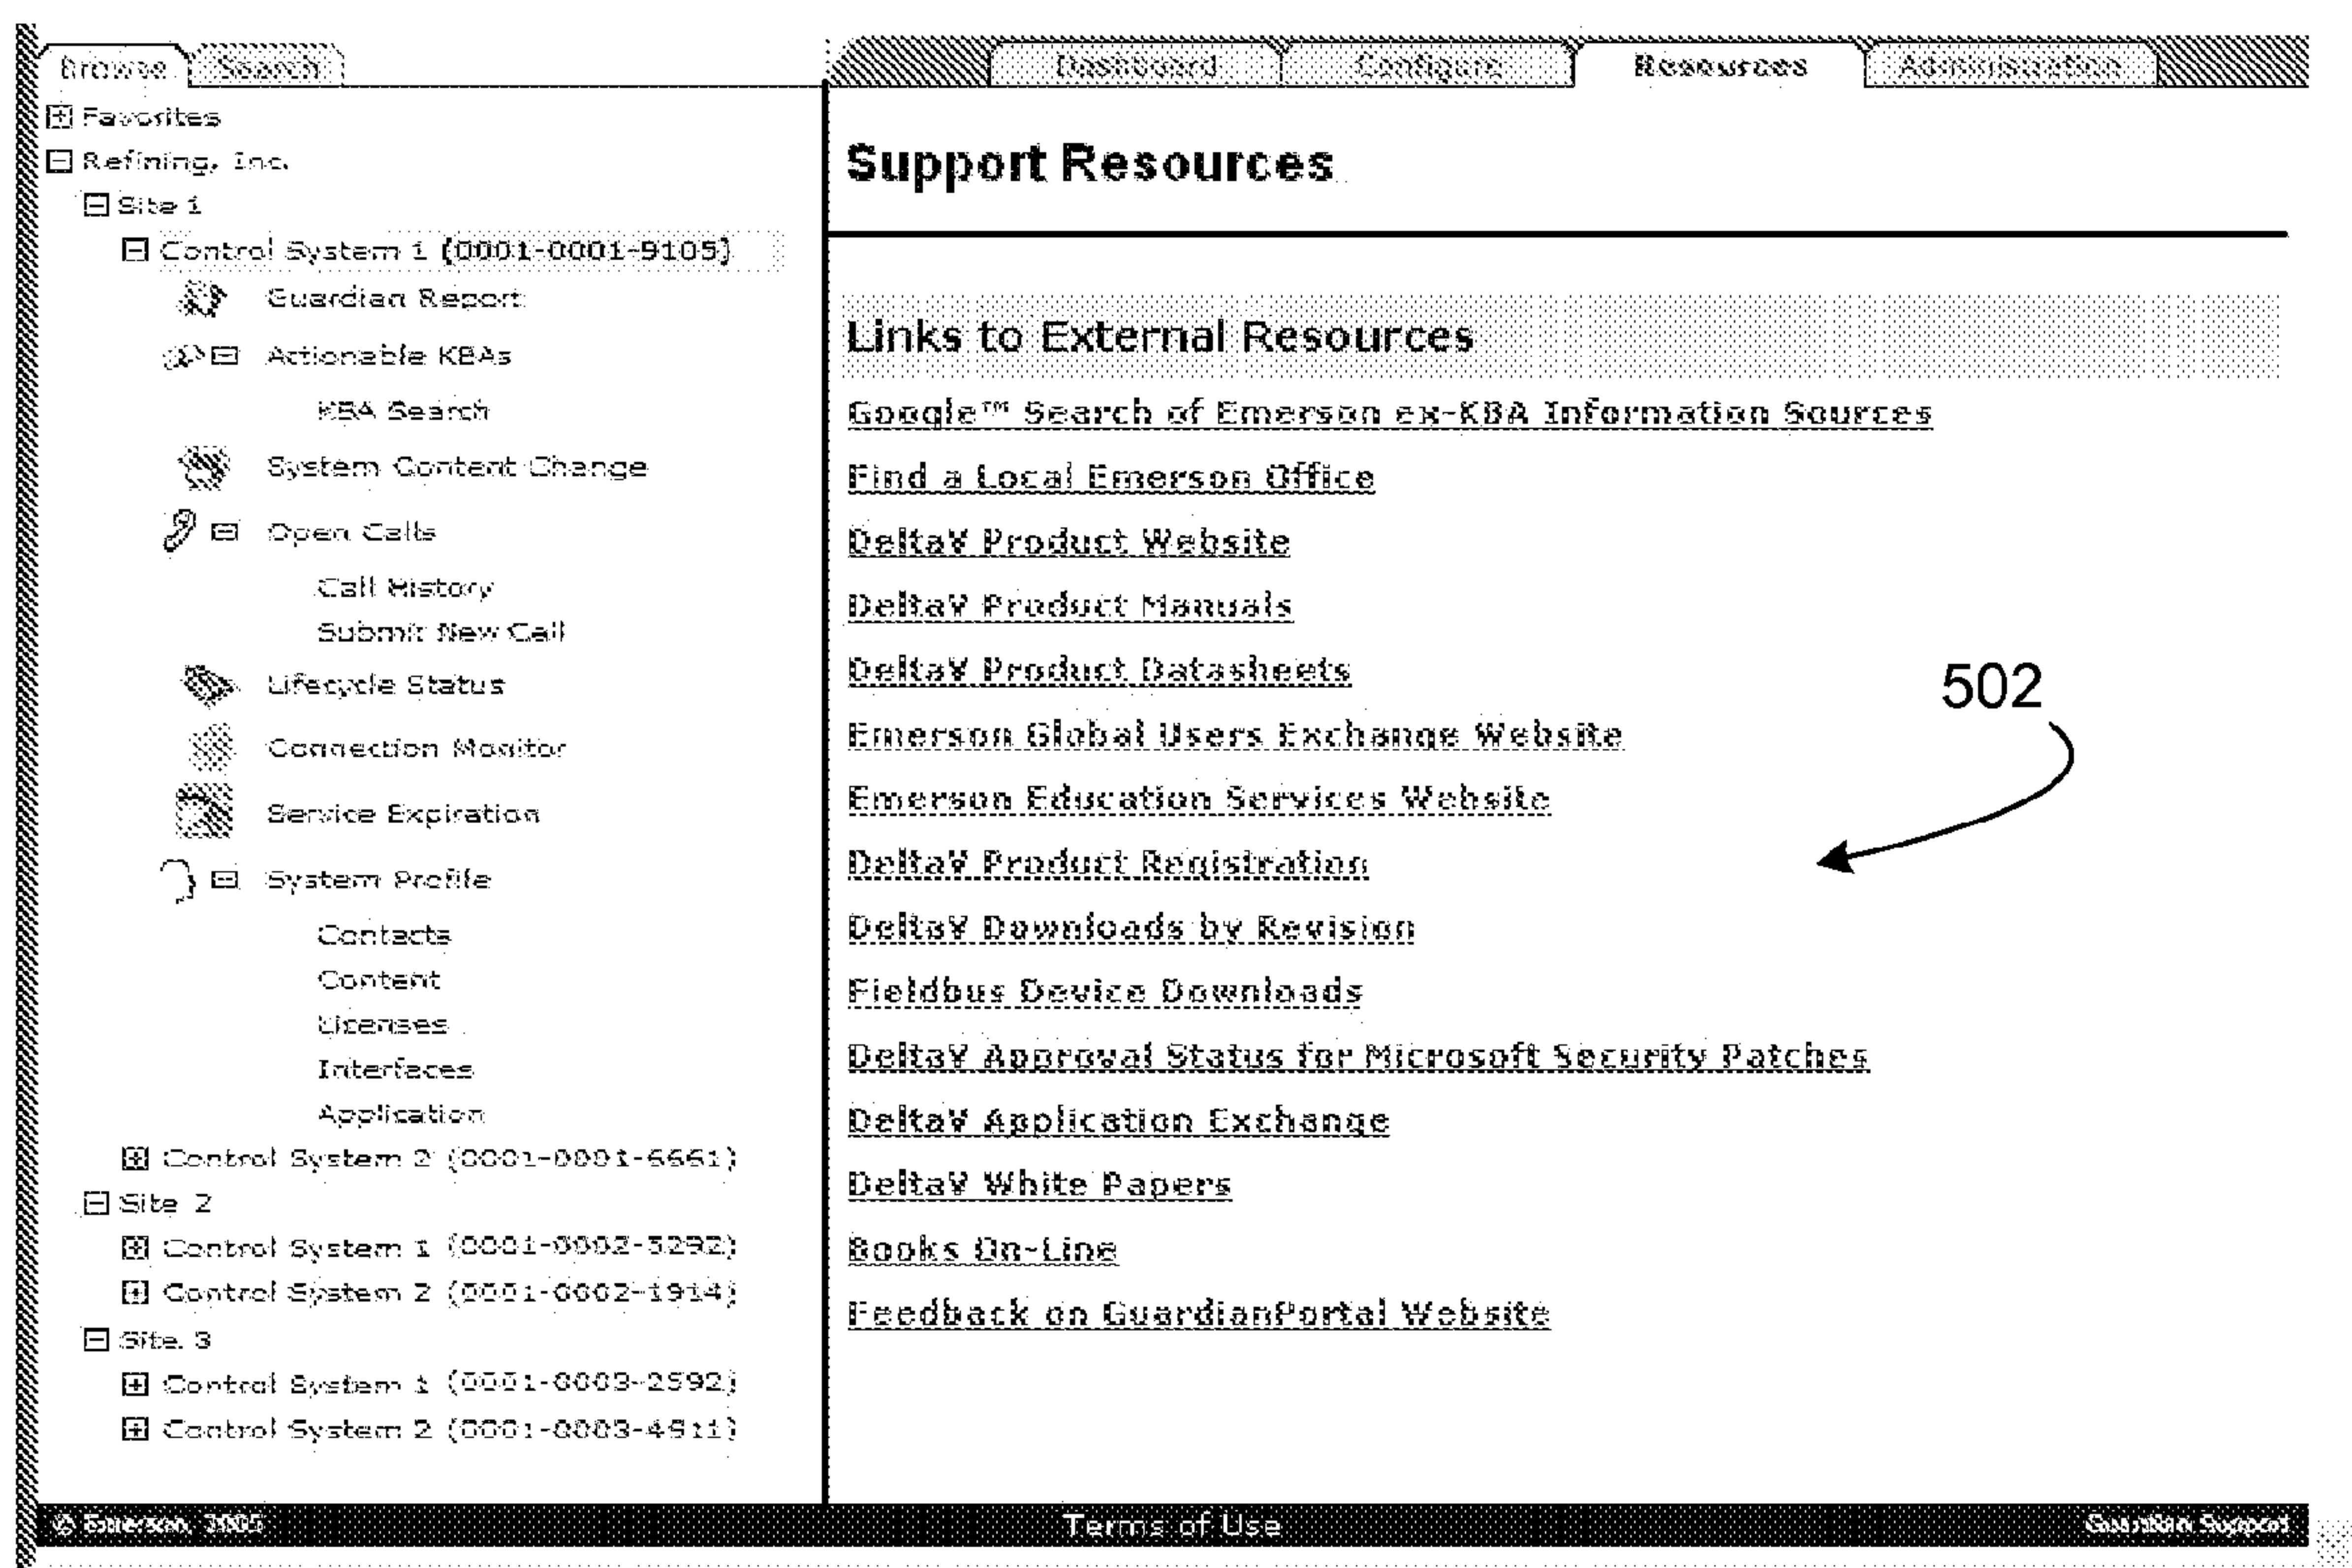 Browse Search
Dashboard Configure Resources Administration
Favorites
Refining, Inc.
Site 1
Control System 1 (0001-0001-9105)
Guardian Report
Actionable KBAs
KBA Search
System Content Change
Open Calls
Call History
Submit New Call
Lifecycle Status
Connection Monitor
Service Expiration
System Profile
Contacts
Content
Licenses
Interfaces
Application
Control System 2 (0001-0001-6661)
Site 2
Control System 1 (0001-0002-5292)
Control System 2 (0001-0002-1914)
Site 3
Control System 1 (0001-0003-2592)
Control System 2 (0001-0003-4911)
Support Resources
Links to External Resources
Google™ Search of Emerson ex-KBA Information Sources
Find a Local Emerson Office
DeltaV Product Website
DeltaV Product Manuals
DeltaV Product Datasheets
Emerson Global Users Exchange Website
Emerson Education Services Website
DeltaV Product Registration
DeltaV Downloads by Revision
Fieldbus Device Downloads
DeltaV Approval Status for Microsoft Security Patches
DeltaV Application Exchange
DeltaV White Papers
Books On-Line
Feedback on GuardianPortal Website
502
© Emerson, 2005 Terms of Use Guardian Support